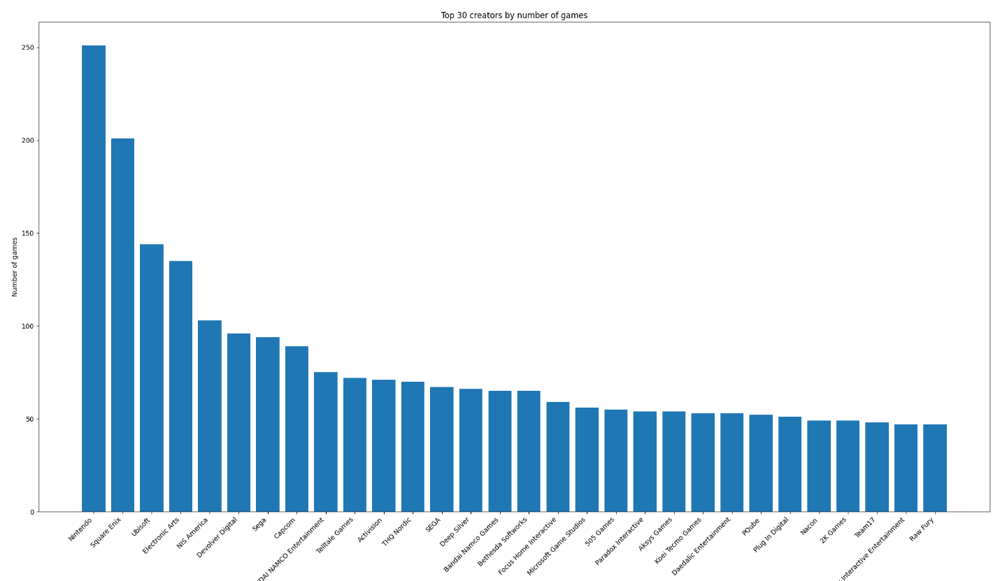 Top 30 creators by number of games
Number of games
250
200
150
100
50
0
Nintendo
Square Enix
Ubisoft
Electronic Arts
NIS America
Devolver Digital
Sega
Capcom
DAI NAMCO Entertainment
Telltale Games
Activision
THQ Nordic
SEGA
Deep Silver
Bandai Namco Games
Bethesda Softworks
Focus Home Interactive
Microsoft Game Studios
505 Games
Paradox Interactive
Aksys Games
Koei Tecmo Games
Daedalic Entertainment
PQube
Plug In Digital
Nacon
2K Games
Team17
Interactive Entertainment
Raw Fury